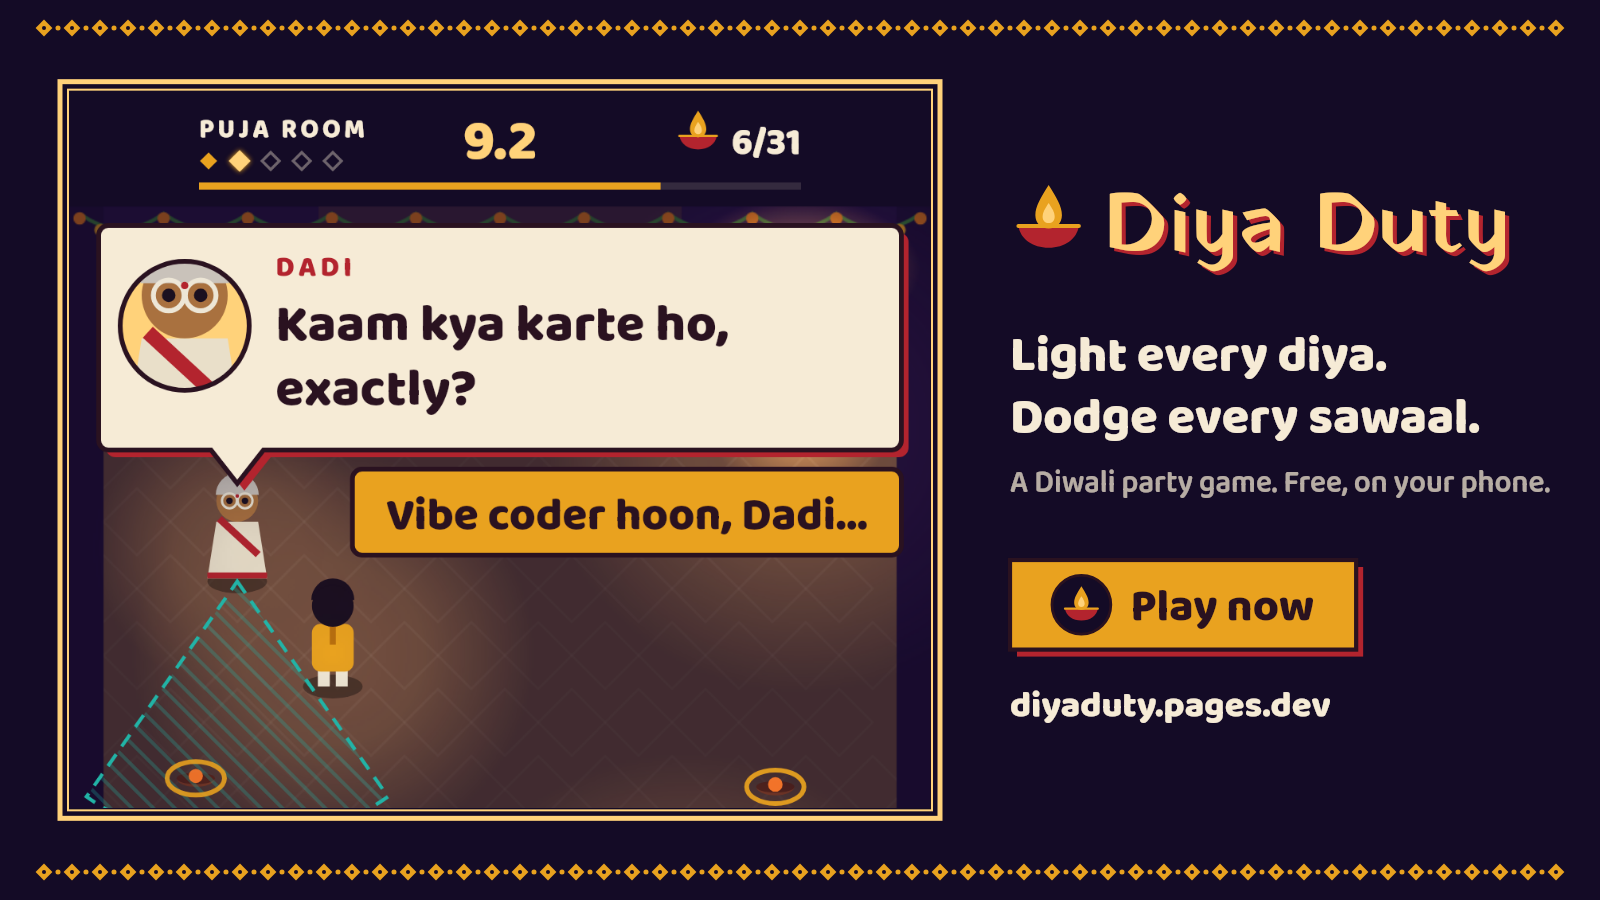 PUJA ROOM
9.2
6/31
DADI
Kaam kya karte ho,
exactly?
Vibe coder hoon, Dadi...
Diya Duty
Light every diya.
Dodge every sawaal.
A Diwali party game. Free, on your phone.
Play now
diyaduty.pages.dev